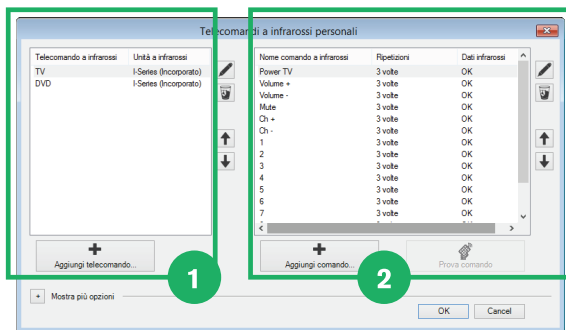 Telecomandi a infrarossi personali
Telecomando a infrarossi Unità a infrarossi
TV I-Series (Incorporato)
DVD I-Series (Incorporato)
Aggiungi telecomando...
1
Nome comando a infrarossi Ripetizioni Dati infrarossi
Power TV 3 volte OK
Volume + 3 volte OK
Volume - 3 volte OK
Mute 3 volte OK
Ch + 3 volte OK
Ch - 3 volte OK
1 3 volte OK
2 3 volte OK
3 3 volte OK
4 3 volte OK
5 3 volte OK
6 3 volte OK
7 3 volte OK
Aggiungi comando...
Prova comando
2
Mostra più opzioni
OK Cancel